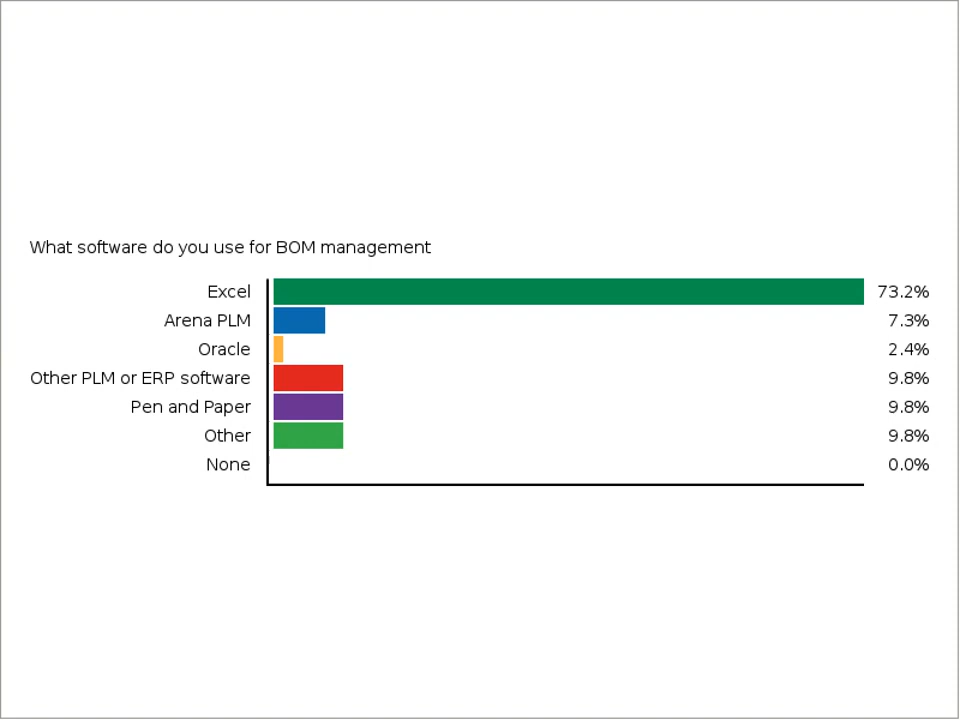 What software do you use for BOM management
Excel 73.2%
Arena PLM 7.3%
Oracle 2.4%
Other PLM or ERP software 9.8%
Pen and Paper 9.8%
Other 9.8%
None 0.0%